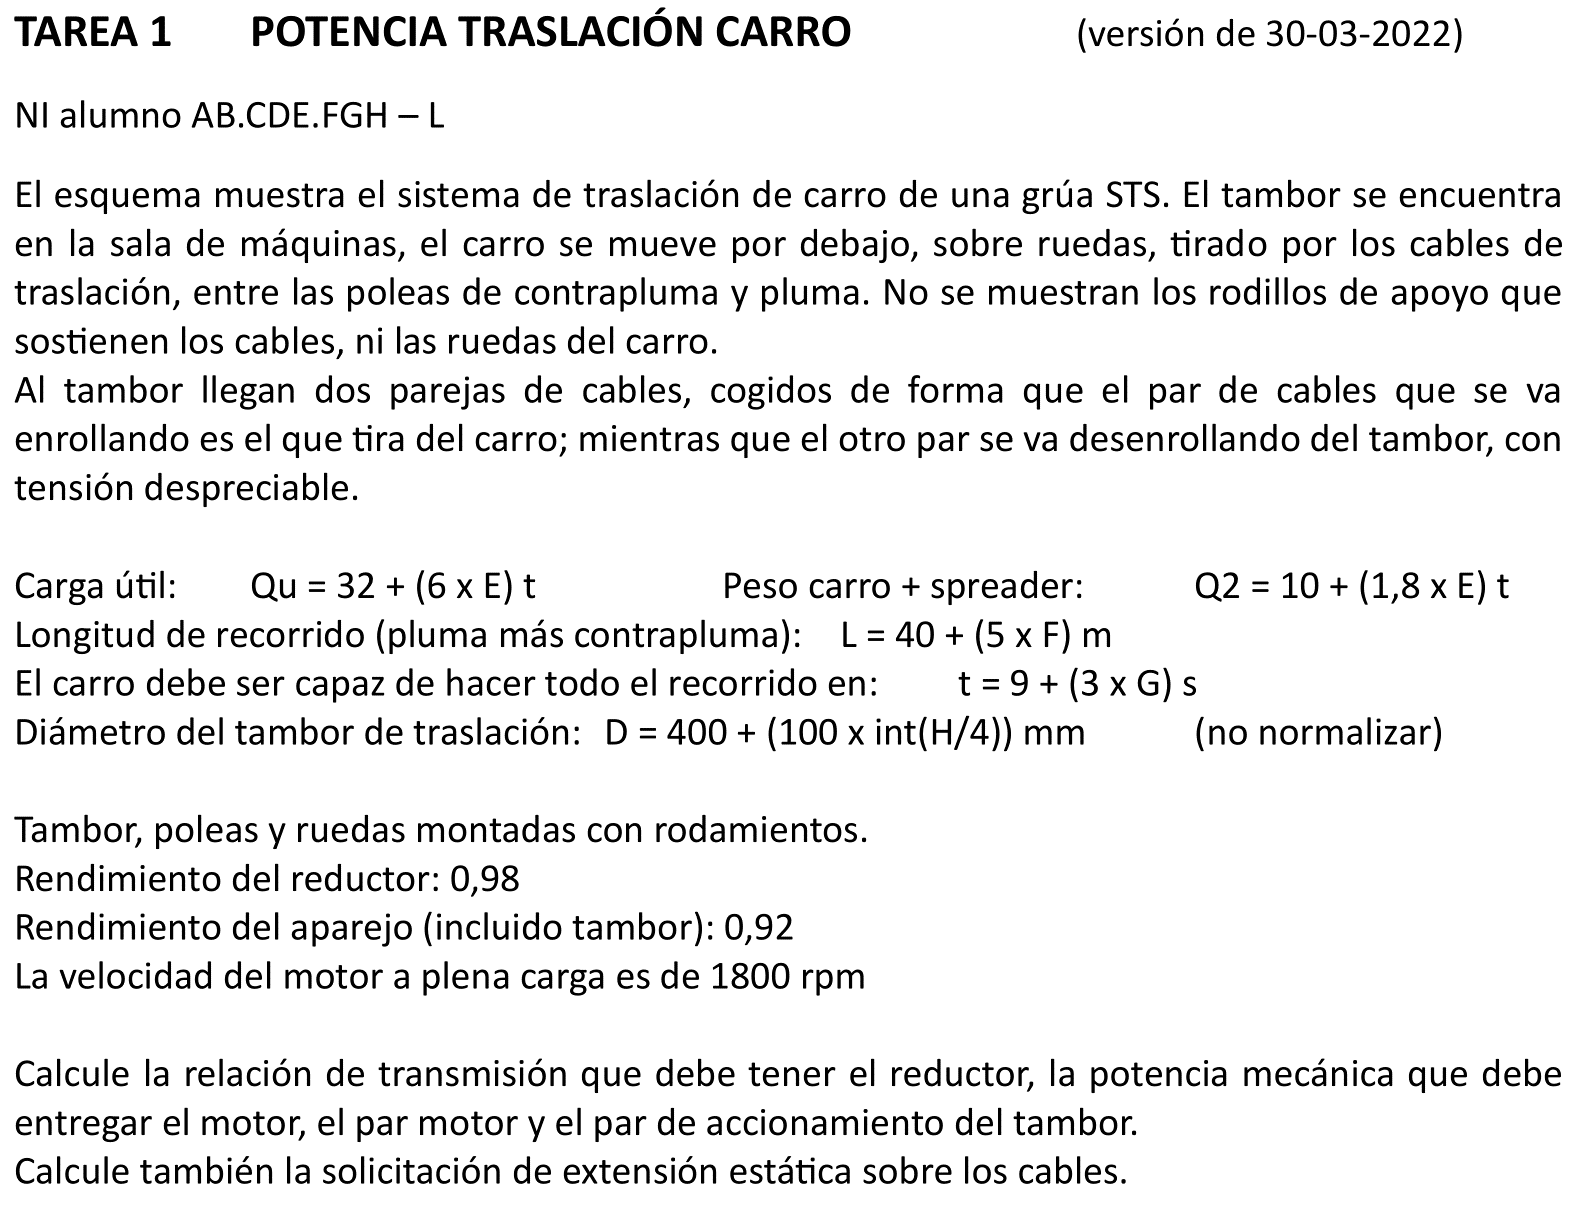 TAREA 1 POTENCIA TRASLACIÓN CARRO (versión de 30-03-2022)
NI alumno AB.CDE.FGH – L
El esquema muestra el sistema de traslación de carro de una grúa STS. El tambor se encuentra
en la sala de máquinas, el carro se mueve por debajo, sobre ruedas, tirado por los cables de
traslación, entre las poleas de contrapluma y pluma. No se muestran los rodillos de apoyo que
sostienen los cables, ni las ruedas del carro.
Al tambor llegan dos parejas de cables, cogidos de forma que el par de cables que se va
enrollando es el que tira del carro; mientras que el otro par se va desenrollando del tambor, con
tensión despreciable.
Carga útil: Qu = 32 + (6 x E) t Peso carro + spreader: Q2 = 10 + (1,8 x E) t
Longitud de recorrido (pluma más contrapluma): L = 40 + (5 x F) m
El carro debe ser capaz de hacer todo el recorrido en: t = 9 + (3 x G) s
Diámetro del tambor de traslación: D = 400 + (100 x int(H/4)) mm (no normalizar)
Tambor, poleas y ruedas montadas con rodamientos.
Rendimiento del reductor: 0,98
Rendimiento del aparejo (incluido tambor): 0,92
La velocidad del motor a plena carga es de 1800 rpm
Calcule la relación de transmisión que debe tener el reductor, la potencia mecánica que debe
entregar el motor, el par motor y el par de accionamiento del tambor.
Calcule también la solicitación de extensión estática sobre los cables.